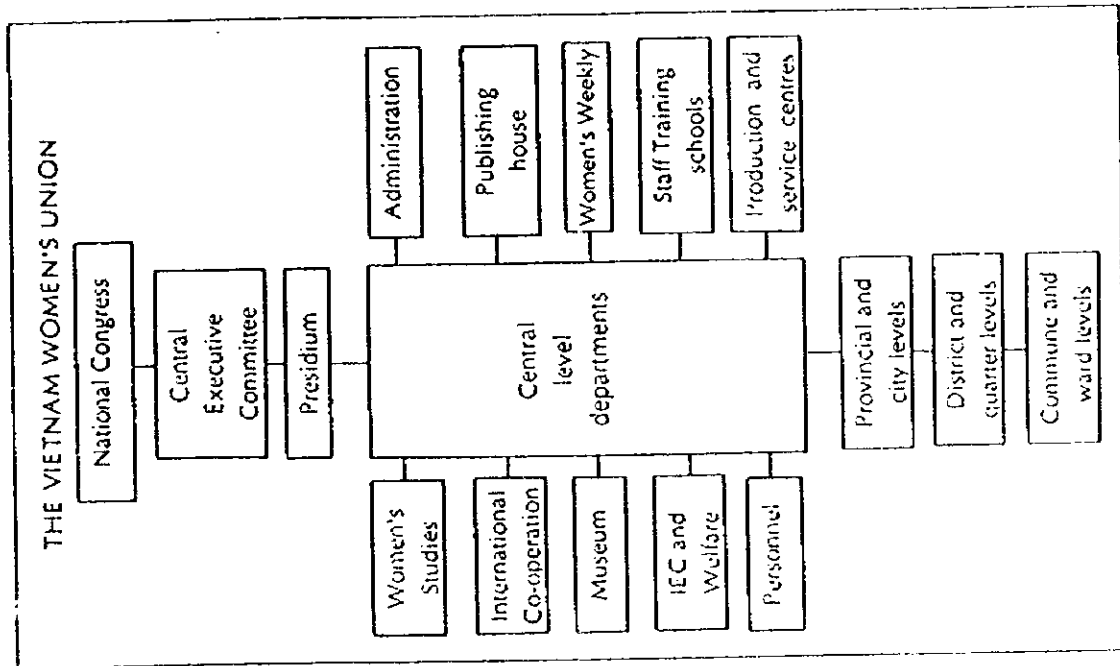 THE VIETNAM WOMEN'S UNION
National Congress
Central
Executive
Committee
Presidium
Women's
Studies
International
Co-operation
Museum
IEC and
Welfare
Personnel
Central
level
departments
Administration
Publishing
house
Women's Weekly
Staff Training
schools
Production and
service centres
Provincial and
city levels
District and
quarter levels
Commune and
ward levels